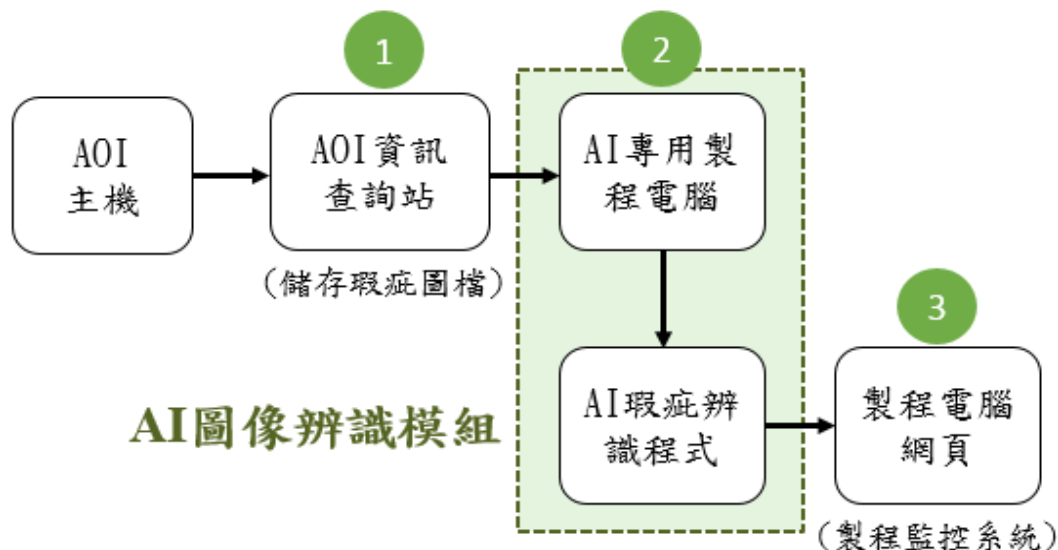 1
2
AOI
主機
AOI資訊
查詢站
AI專用製
程電腦
(儲存瑕疵圖檔)
3
AI圖像辨識模組
AI瑕疵辨
識程式
製程電腦
網頁
(製程監控系統)